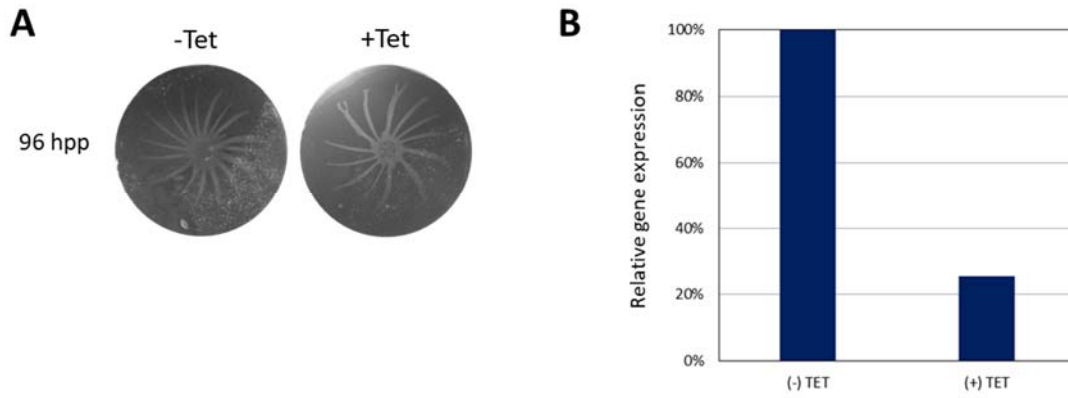 A
-Tet
+Tet
96 hpp
B
Relative gene expression
100%
80%
60%
40%
20%
0%
(-) TET
(+) TET